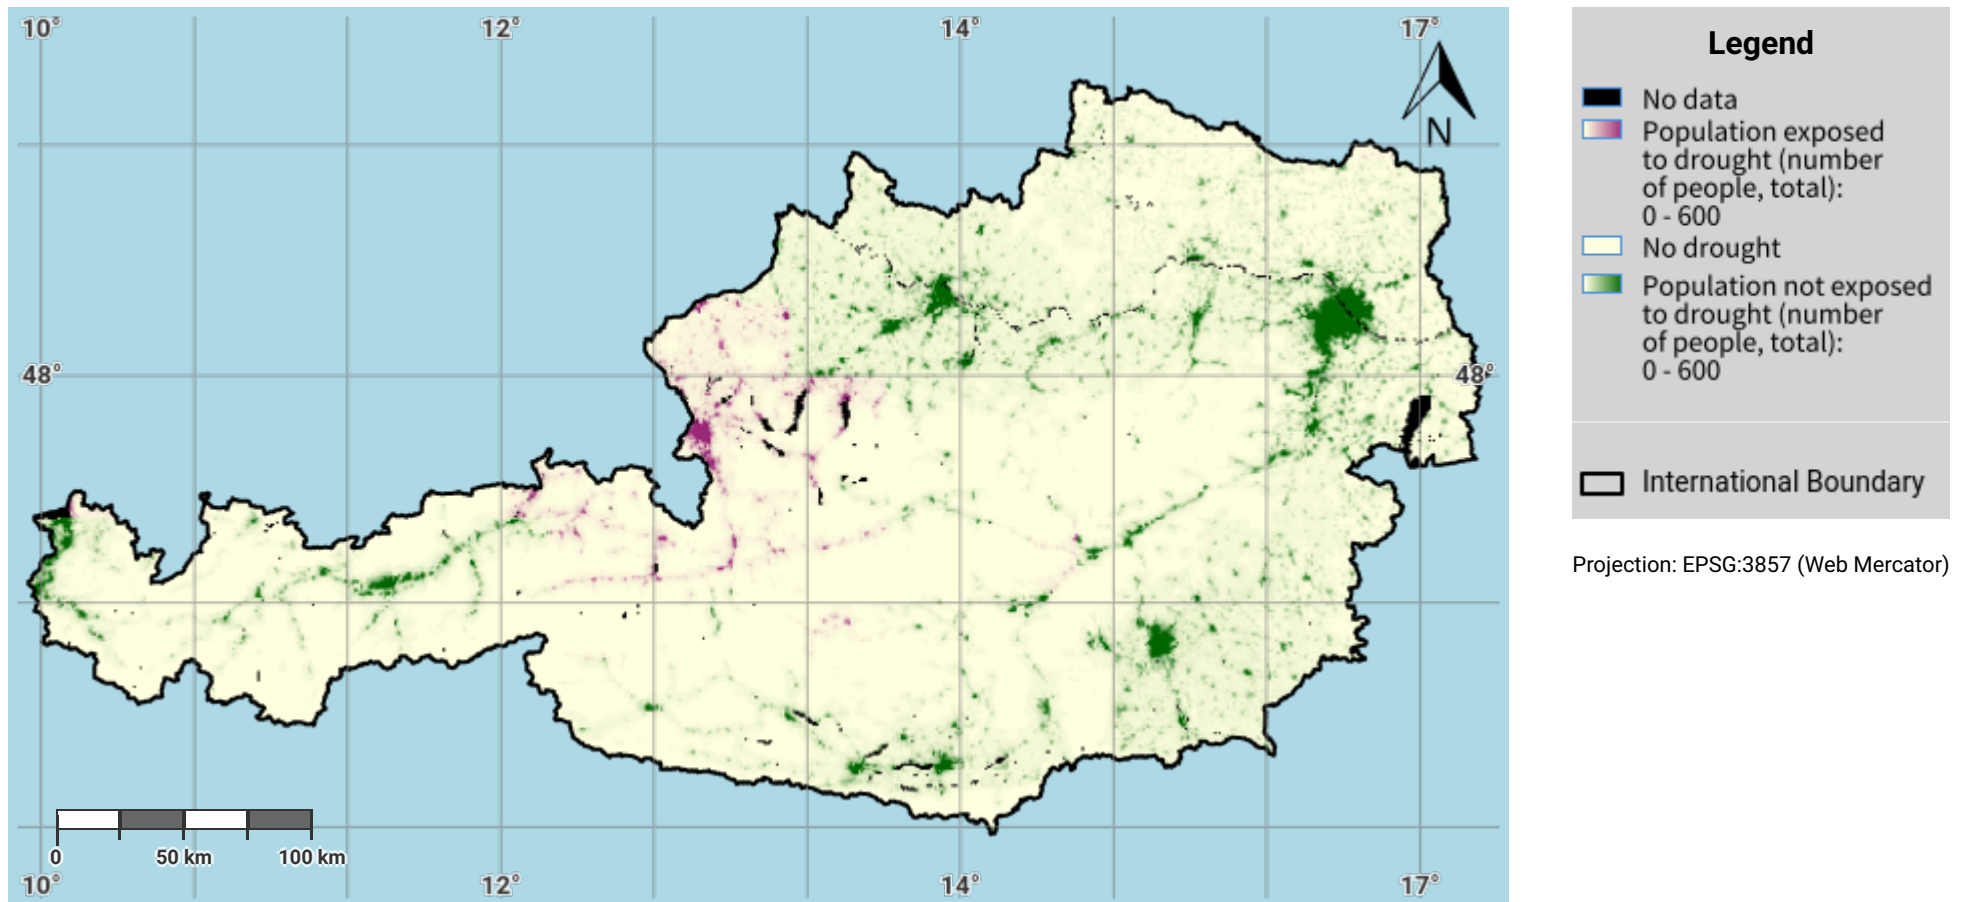 10°
12°
14°
17°
N
48°
48°
0
50 km
100 km
10°
12°
14°
17°
Legend
No data
Population exposed
to drought (number
of people, total):
0 - 600
No drought
Population not exposed
to drought (number
of people, total):
0 - 600
International Boundary
Projection: EPSG:3857 (Web Mercator)